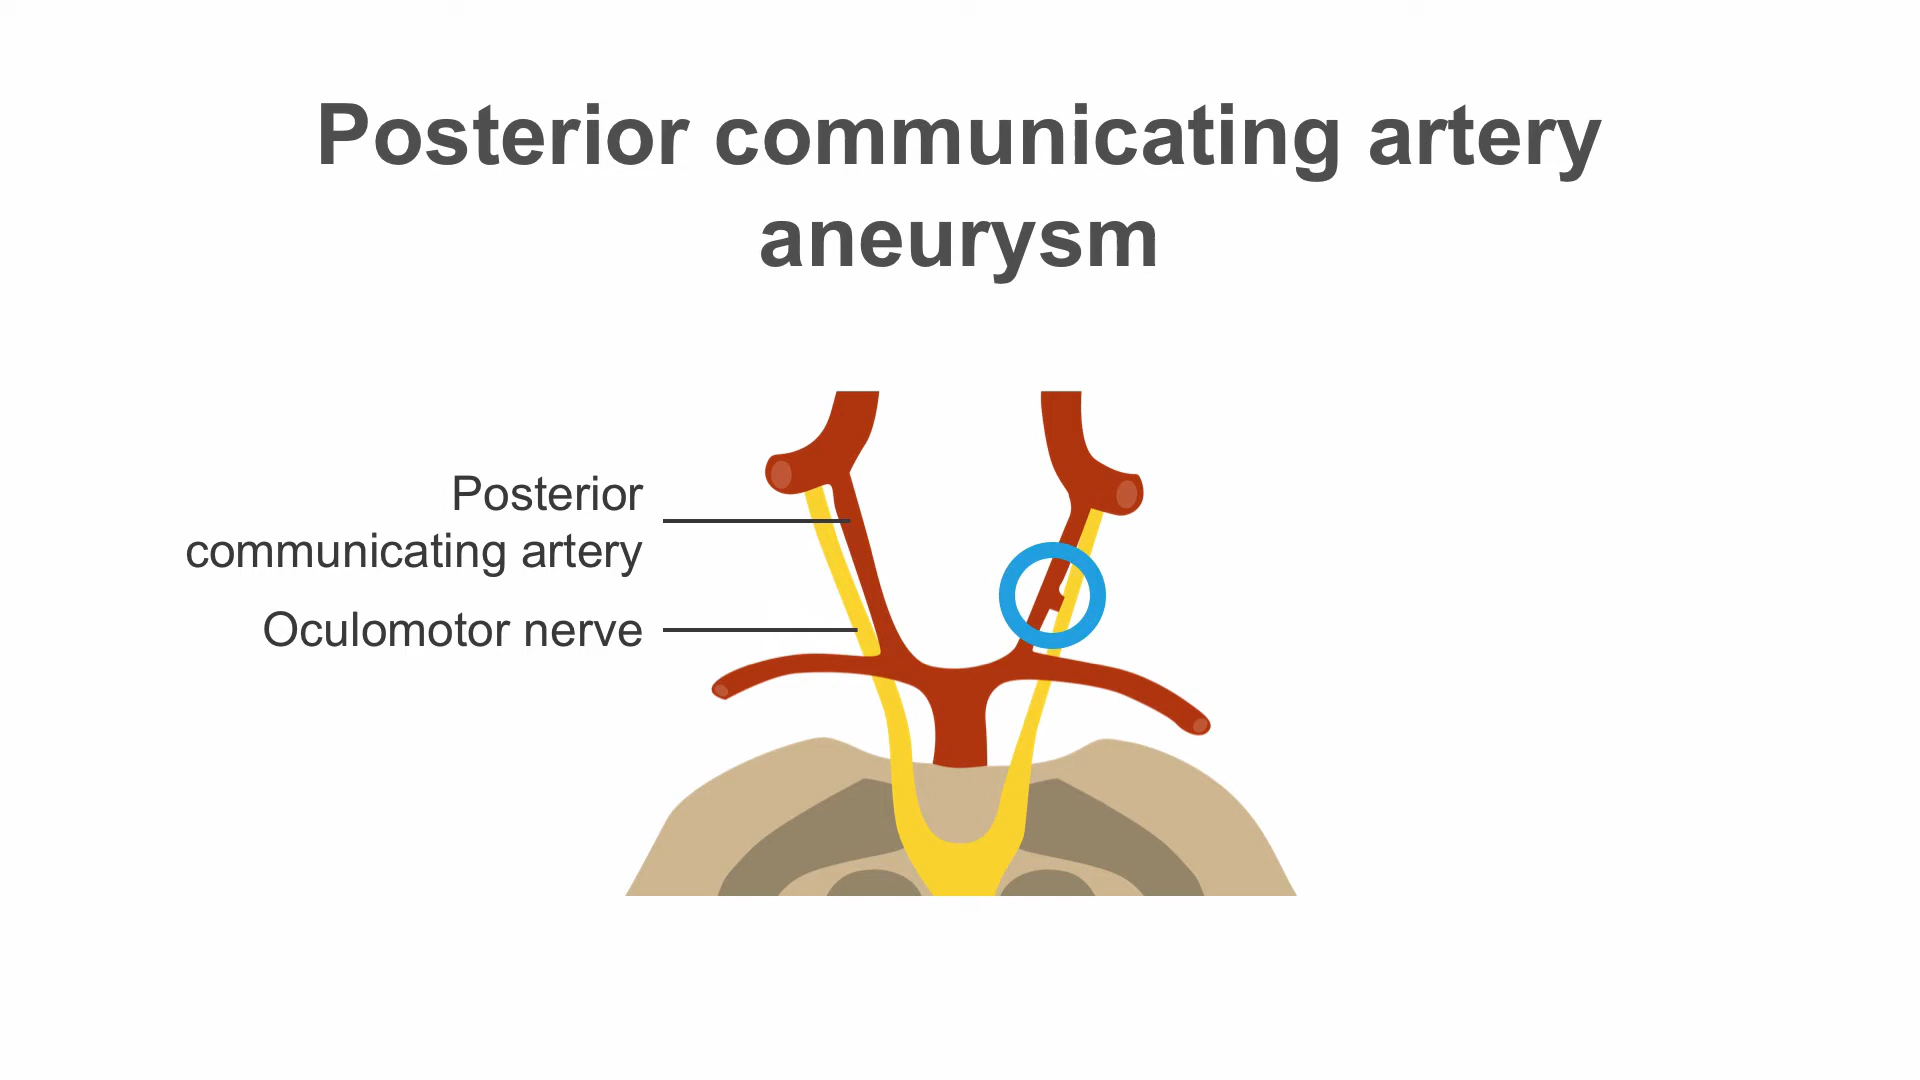 Posterior communicating artery
aneurysm
Posterior
communicating artery
Oculomotor nerve